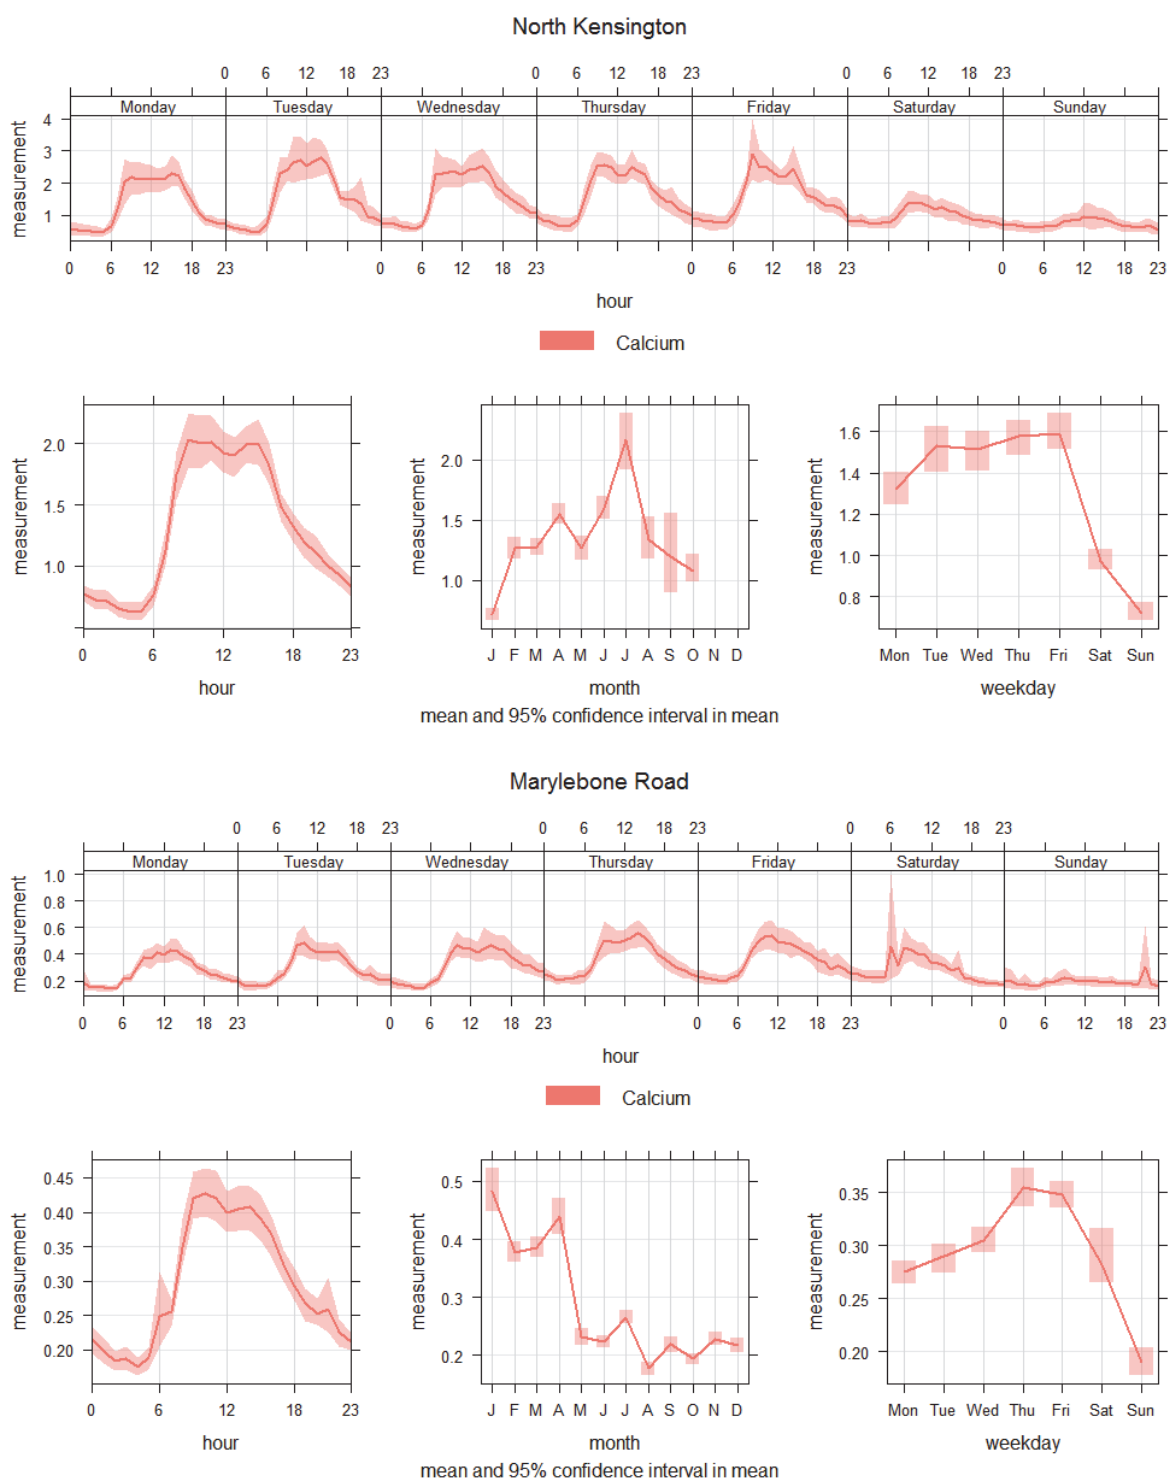 North Kensington
0 6 12 18 23 0 6 12 18 23 0 6 12 18 23
Monday Tuesday Wednesday Thursday Friday Saturday Sunday
measurement
4
3
2
1
0 6 12 18 23 0 6 12 18 23 0 6 12 18 23 0 6 12 18 23
hour
Calcium
measurement
2.0
1.5
1.0
0 6 12 18 23
hour
measurement
2.0
1.5
1.0
J F M A M J J A S O N D
month
measurement
1.6
1.4
1.2
1.0
0.8
Mon Tue Wed Thu Fri Sat Sun
weekday
mean and 95% confidence interval in mean
Marylebone Road
0 6 12 18 23 0 6 12 18 23 0 6 12 18 23
Monday Tuesday Wednesday Thursday Friday Saturday Sunday
measurement
1.0
0.8
0.6
0.4
0.2
0 6 12 18 23 0 6 12 18 23 0 6 12 18 23 0 6 12 18 23
hour
Calcium
measurement
0.45
0.40
0.35
0.30
0.25
0.20
0 6 12 18 23
hour
measurement
0.5
0.4
0.3
0.2
J F M A M J J A S O N D
month
measurement
0.35
0.30
0.25
0.20
Mon Tue Wed Thu Fri Sat Sun
weekday
mean and 95% confidence interval in mean